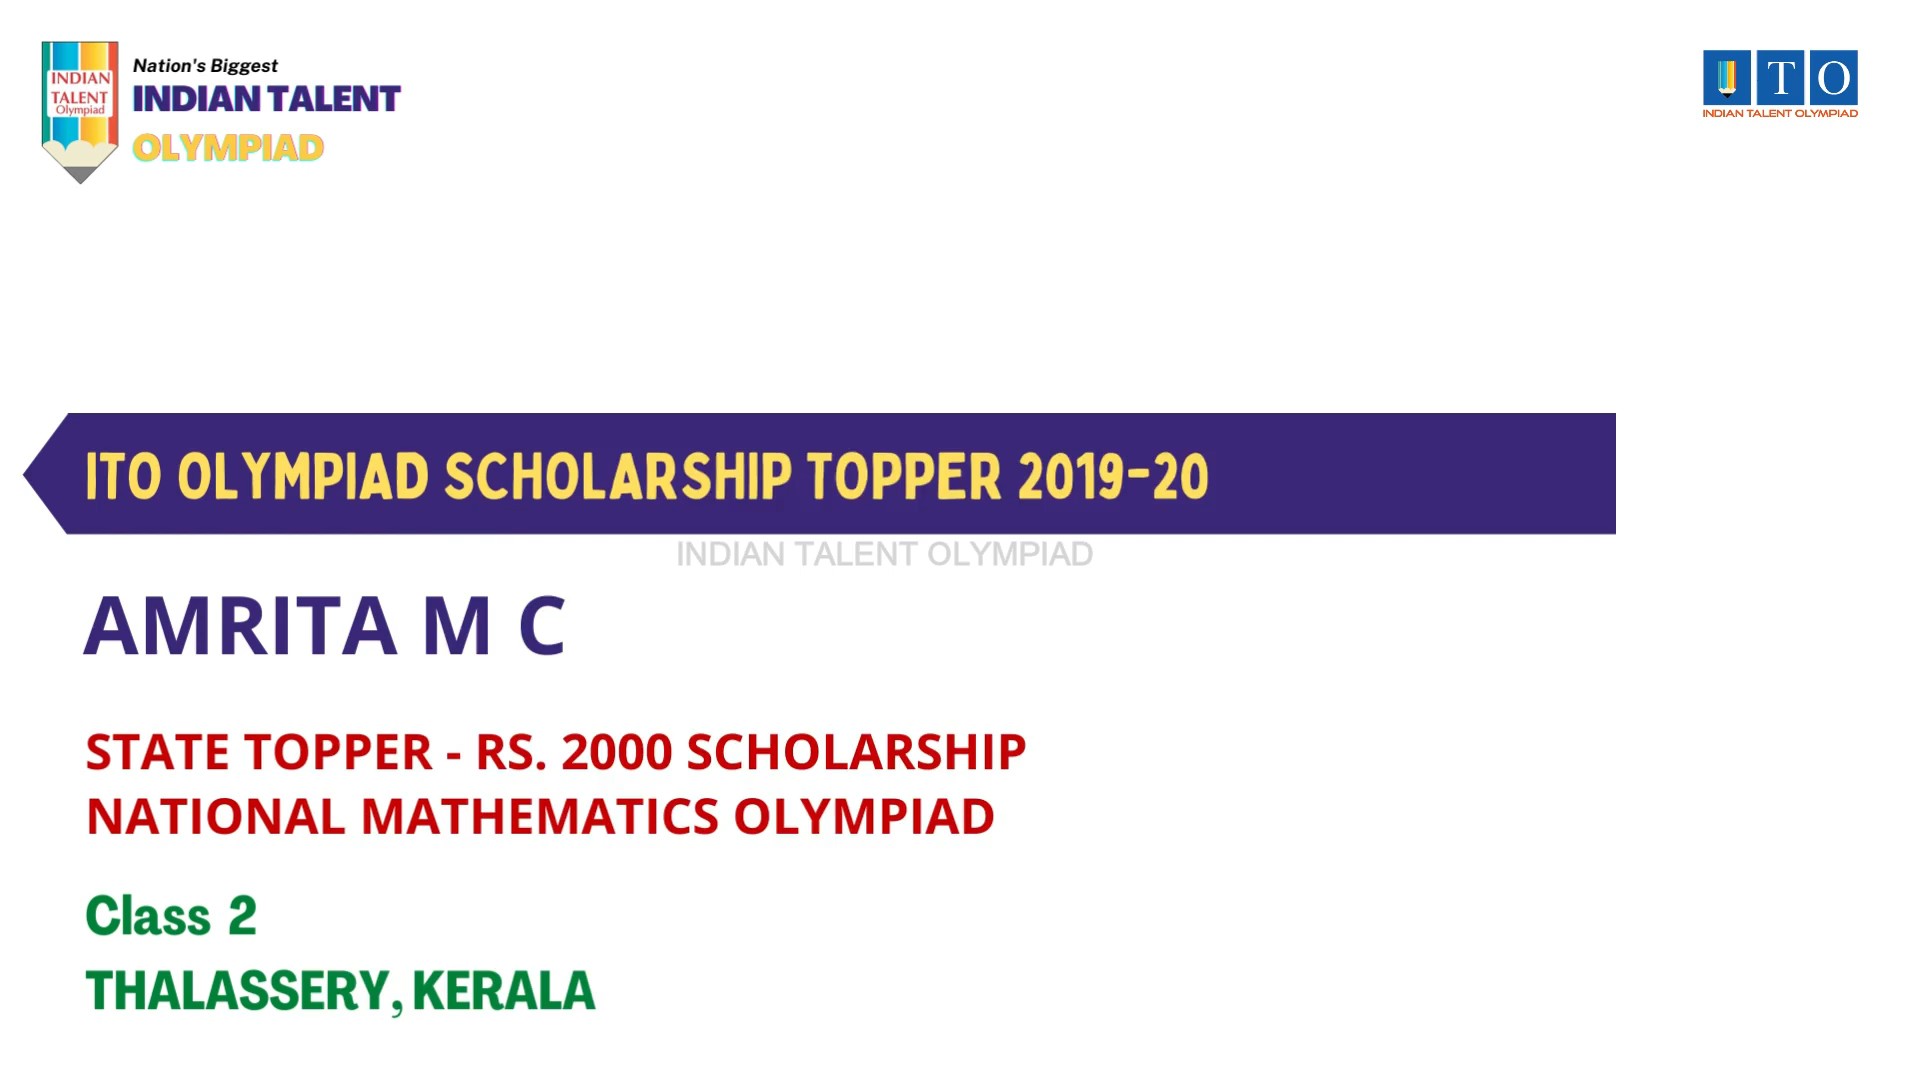 INDIAN
TALENT
Olympiad
Nation's Biggest
INDIAN TALENT
OLYMPIAD
T O
INDIAN TALENT OLYMPIAD
ITO OLYMPIAD SCHOLARSHIP TOPPER 2019-20
INDIAN TALENT OLYMPIAD
AMRITA M C
STATE TOPPER - RS. 2000 SCHOLARSHIP
NATIONAL MATHEMATICS OLYMPIAD
Class 2
THALASSERY, KERALA